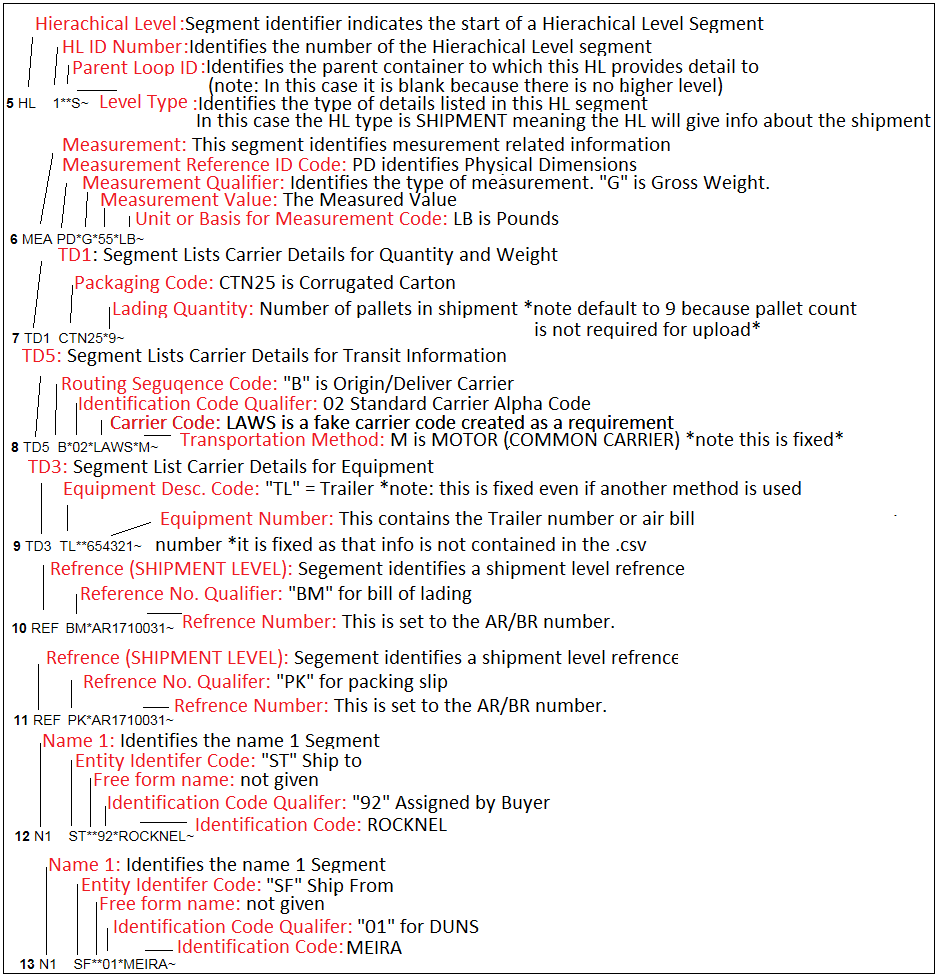 Hierachical Level :Segment identifier indicates the start of a Hierachical Level Segment
HL ID Number:Identifies the number of the Hierachical Level segment
Parent Loop ID :Identifies the parent container to which this HL provides detail to
(note: In this case it is blank because there is no higher level)
5 HL 1**S~ Level Type :Identifies the type of details listed in this HL segment
In this case the HL type is SHIPMENT meaning the HL will give info about the shipment
Measurement: This segment identifies mesurement related information
Measurement Reference ID Code: PD identifies Physical Dimensions
Measurement Qualifier: Identifies the type of measurement. "G" is Gross Weight.
Measurement Value: The Measured Value
Unit or Basis for Measurement Code: LB is Pounds
6 MEA PD*G*55*LB~
TD1: Segment Lists Carrier Details for Quantity and Weight
Packaging Code: CTN25 is Corrugated Carton
Lading Quantity: Number of pallets in shipment *note default to 9 because pallet count
is not required for upload*
7 TD1 CTN25*9~
TD5: Segment Lists Carrier Details for Transit Information
Routing Seguqence Code: "B" is Origin/Deliver Carrier
Identification Code Qualifer: 02 Standard Carrier Alpha Code
Carrier Code: LAWS is a fake carrier code created as a requirement
Transportation Method: M is MOTOR (COMMON CARRIER) *note this is fixed*
8 TD5 B*02*LAWS*M~
TD3: Segment List Carrier Details for Equipment
Equipment Desc. Code: "TL" = Trailer *note: this is fixed even if another method is used
Equipment Number: This contains the Trailer number or air bill
9 TD3 TL**654321~ number *it is fixed as that info is not contained in the .csv
Refrence (SHIPMENT LEVEL): Segement identifies a shipment level refrence
Reference No. Qualifier: "BM" for bill of lading
10 REF BM*AR1710031~ Refrence Number: This is set to the AR/BR number.
Refrence (SHIPMENT LEVEL): Segement identifies a shipment level refrence
Refrence No. Qualifer: "PK" for packing slip
Refrence Number: This is set to the AR/BR number.
11 REF PK*AR1710031~
Name 1: Identifies the name 1 Segment
Entity Identifer Code: "ST" Ship to
Free form name: not given
Identification Code Qualifer: "92" Assigned by Buyer
Identification Code: ROCKNEL
12 N1 ST**92*ROCKNEL~
Name 1: Identifies the name 1 Segment
Entity Identifer Code: "SF" Ship From
Free form name: not given
Identification Code Qualifer: "01" for DUNS
Identification Code: MEIRA
13 N1 SF**01*MEIRA~